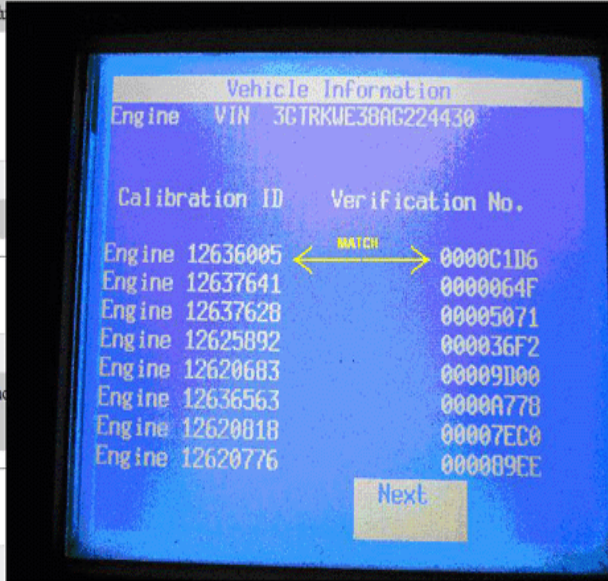 Vehicle Information
Engine VIN 3GTRKWE38AG224430
Calibration ID Verification No.
Engine 12636005 MATCH 0000C1D6
Engine 12637641 0000064F
Engine 12637628 00005071
Engine 12625892 000036F2
Engine 12620683 00009D00
Engine 12636563 0000A778
Engine 12620818 00007EC0
Engine 12620776 000089EE
Next